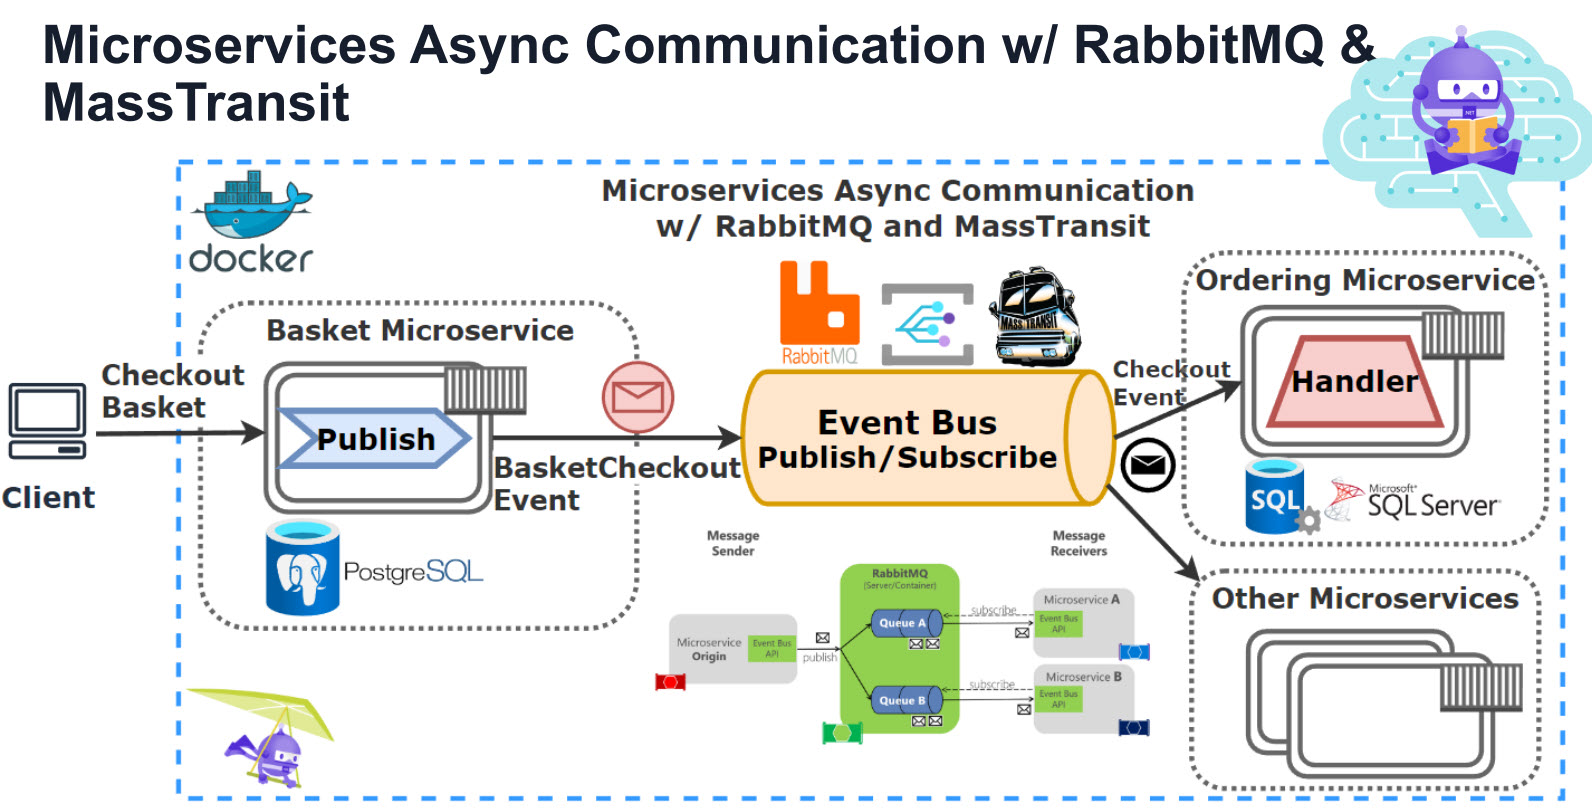 Microservices Async Communication w/ RabbitMQ &
MassTransit
docker
Microservices Async Communication
w/ RabbitMQ and MassTransit
RabbitMQ
MASS TRANSIT
.NET
Client
Checkout
Basket
Basket Microservice
Publish
PostgreSQL
BasketCheckout
Event
Event Bus
Publish/Subscribe
Checkout
Event
Ordering Microservice
Handler
SQL
Microsoft®
SQL Server®
Other Microservices
Message
Sender
Message
Receivers
RabbitMQ
(Server/Container)
Microservice
Origin
Event Bus
API
publish
Queue A
Queue B
subscribe
subscribe
Microservice A
Event Bus
API
Microservice B
Event Bus
API